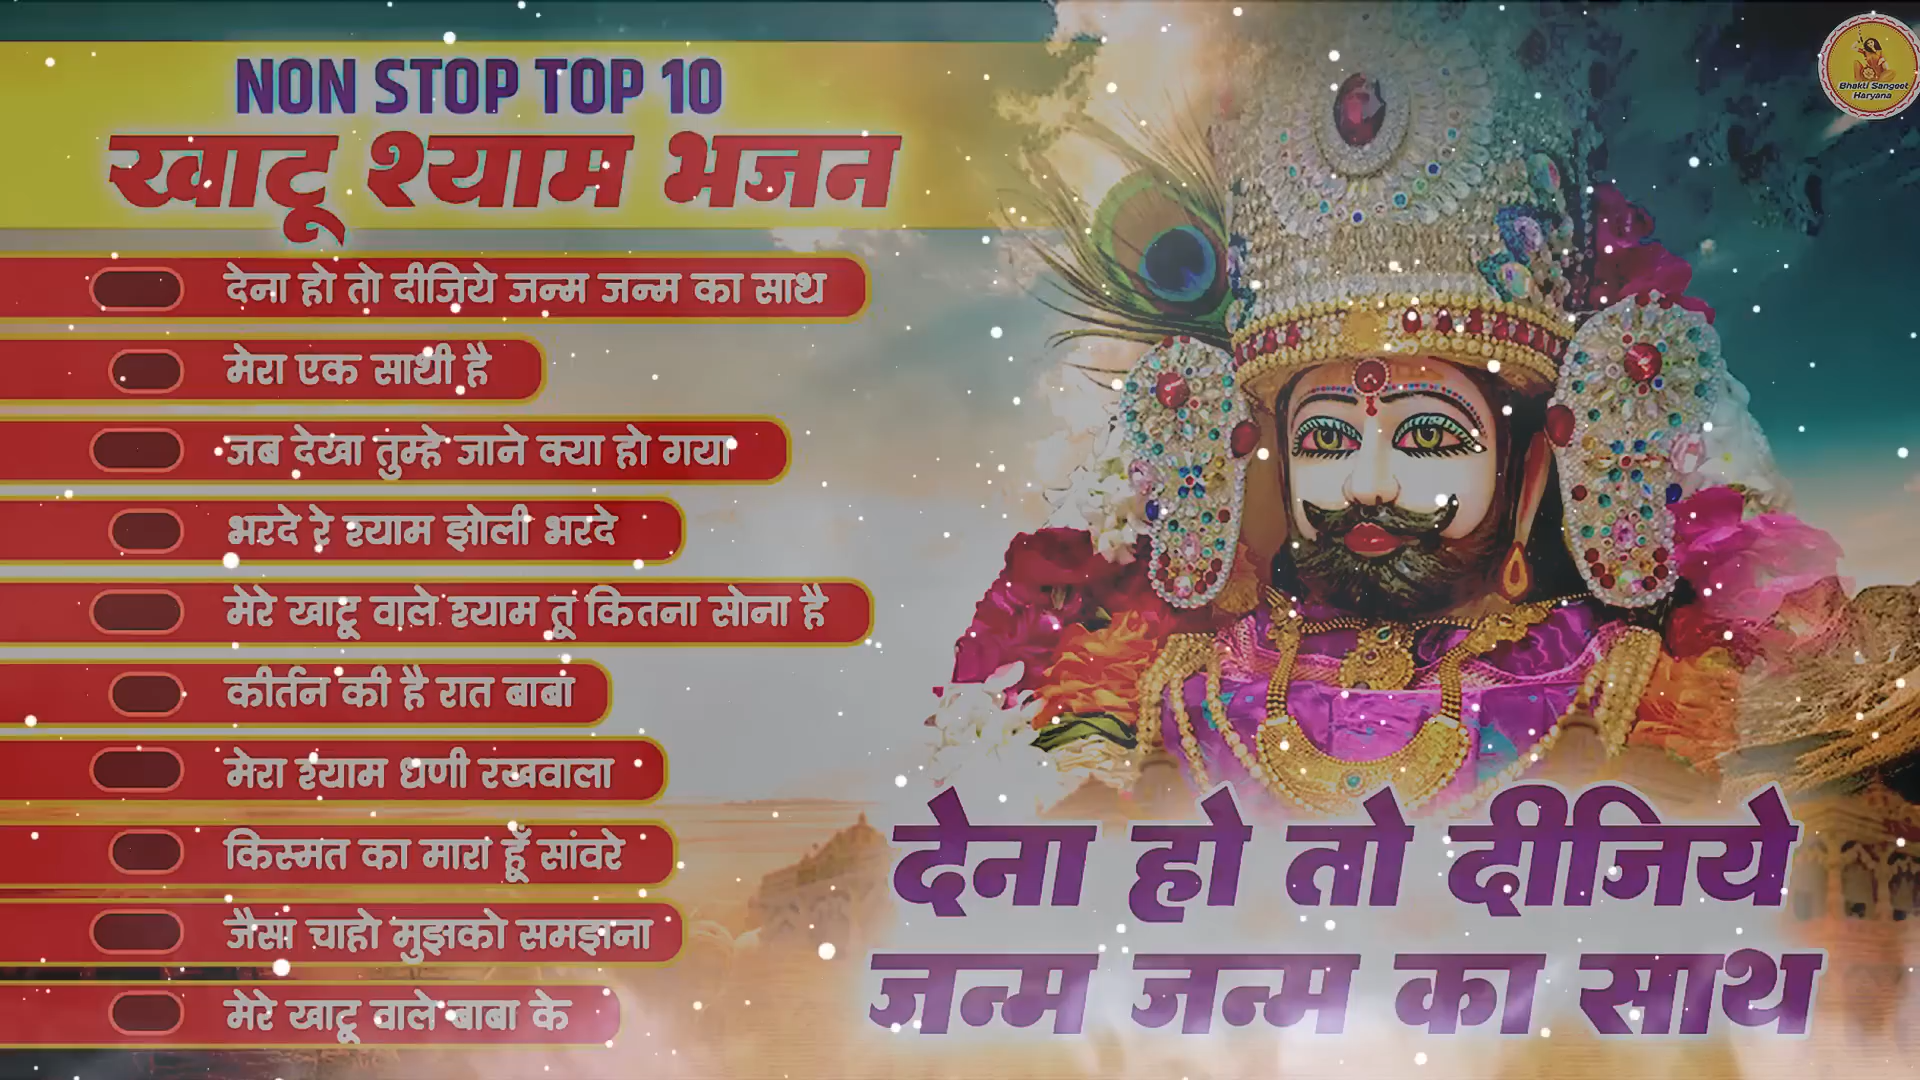 NON STOP TOP 10
खाटू श्याम भजन
देना हो तो दीजिये जन्म जन्म का साथ
मेरा एक साथी है
जब देखा तुम्हे जाने क्या हो गया
भरदे रे श्याम झोली भरदे
मेरे खाटू वाले श्याम तू कितना सोना है
कीर्तन की है रात बाबा
मेरा श्याम धणी रखवाला
किस्मत का मारा हूँ सांवरे
जैसा चाहो मुझको समझना
मेरे खाटू वाले बाबा के
देना हो तो दीजिये
जन्म जन्म का साथ
Bhakti Sangeet
Haryana